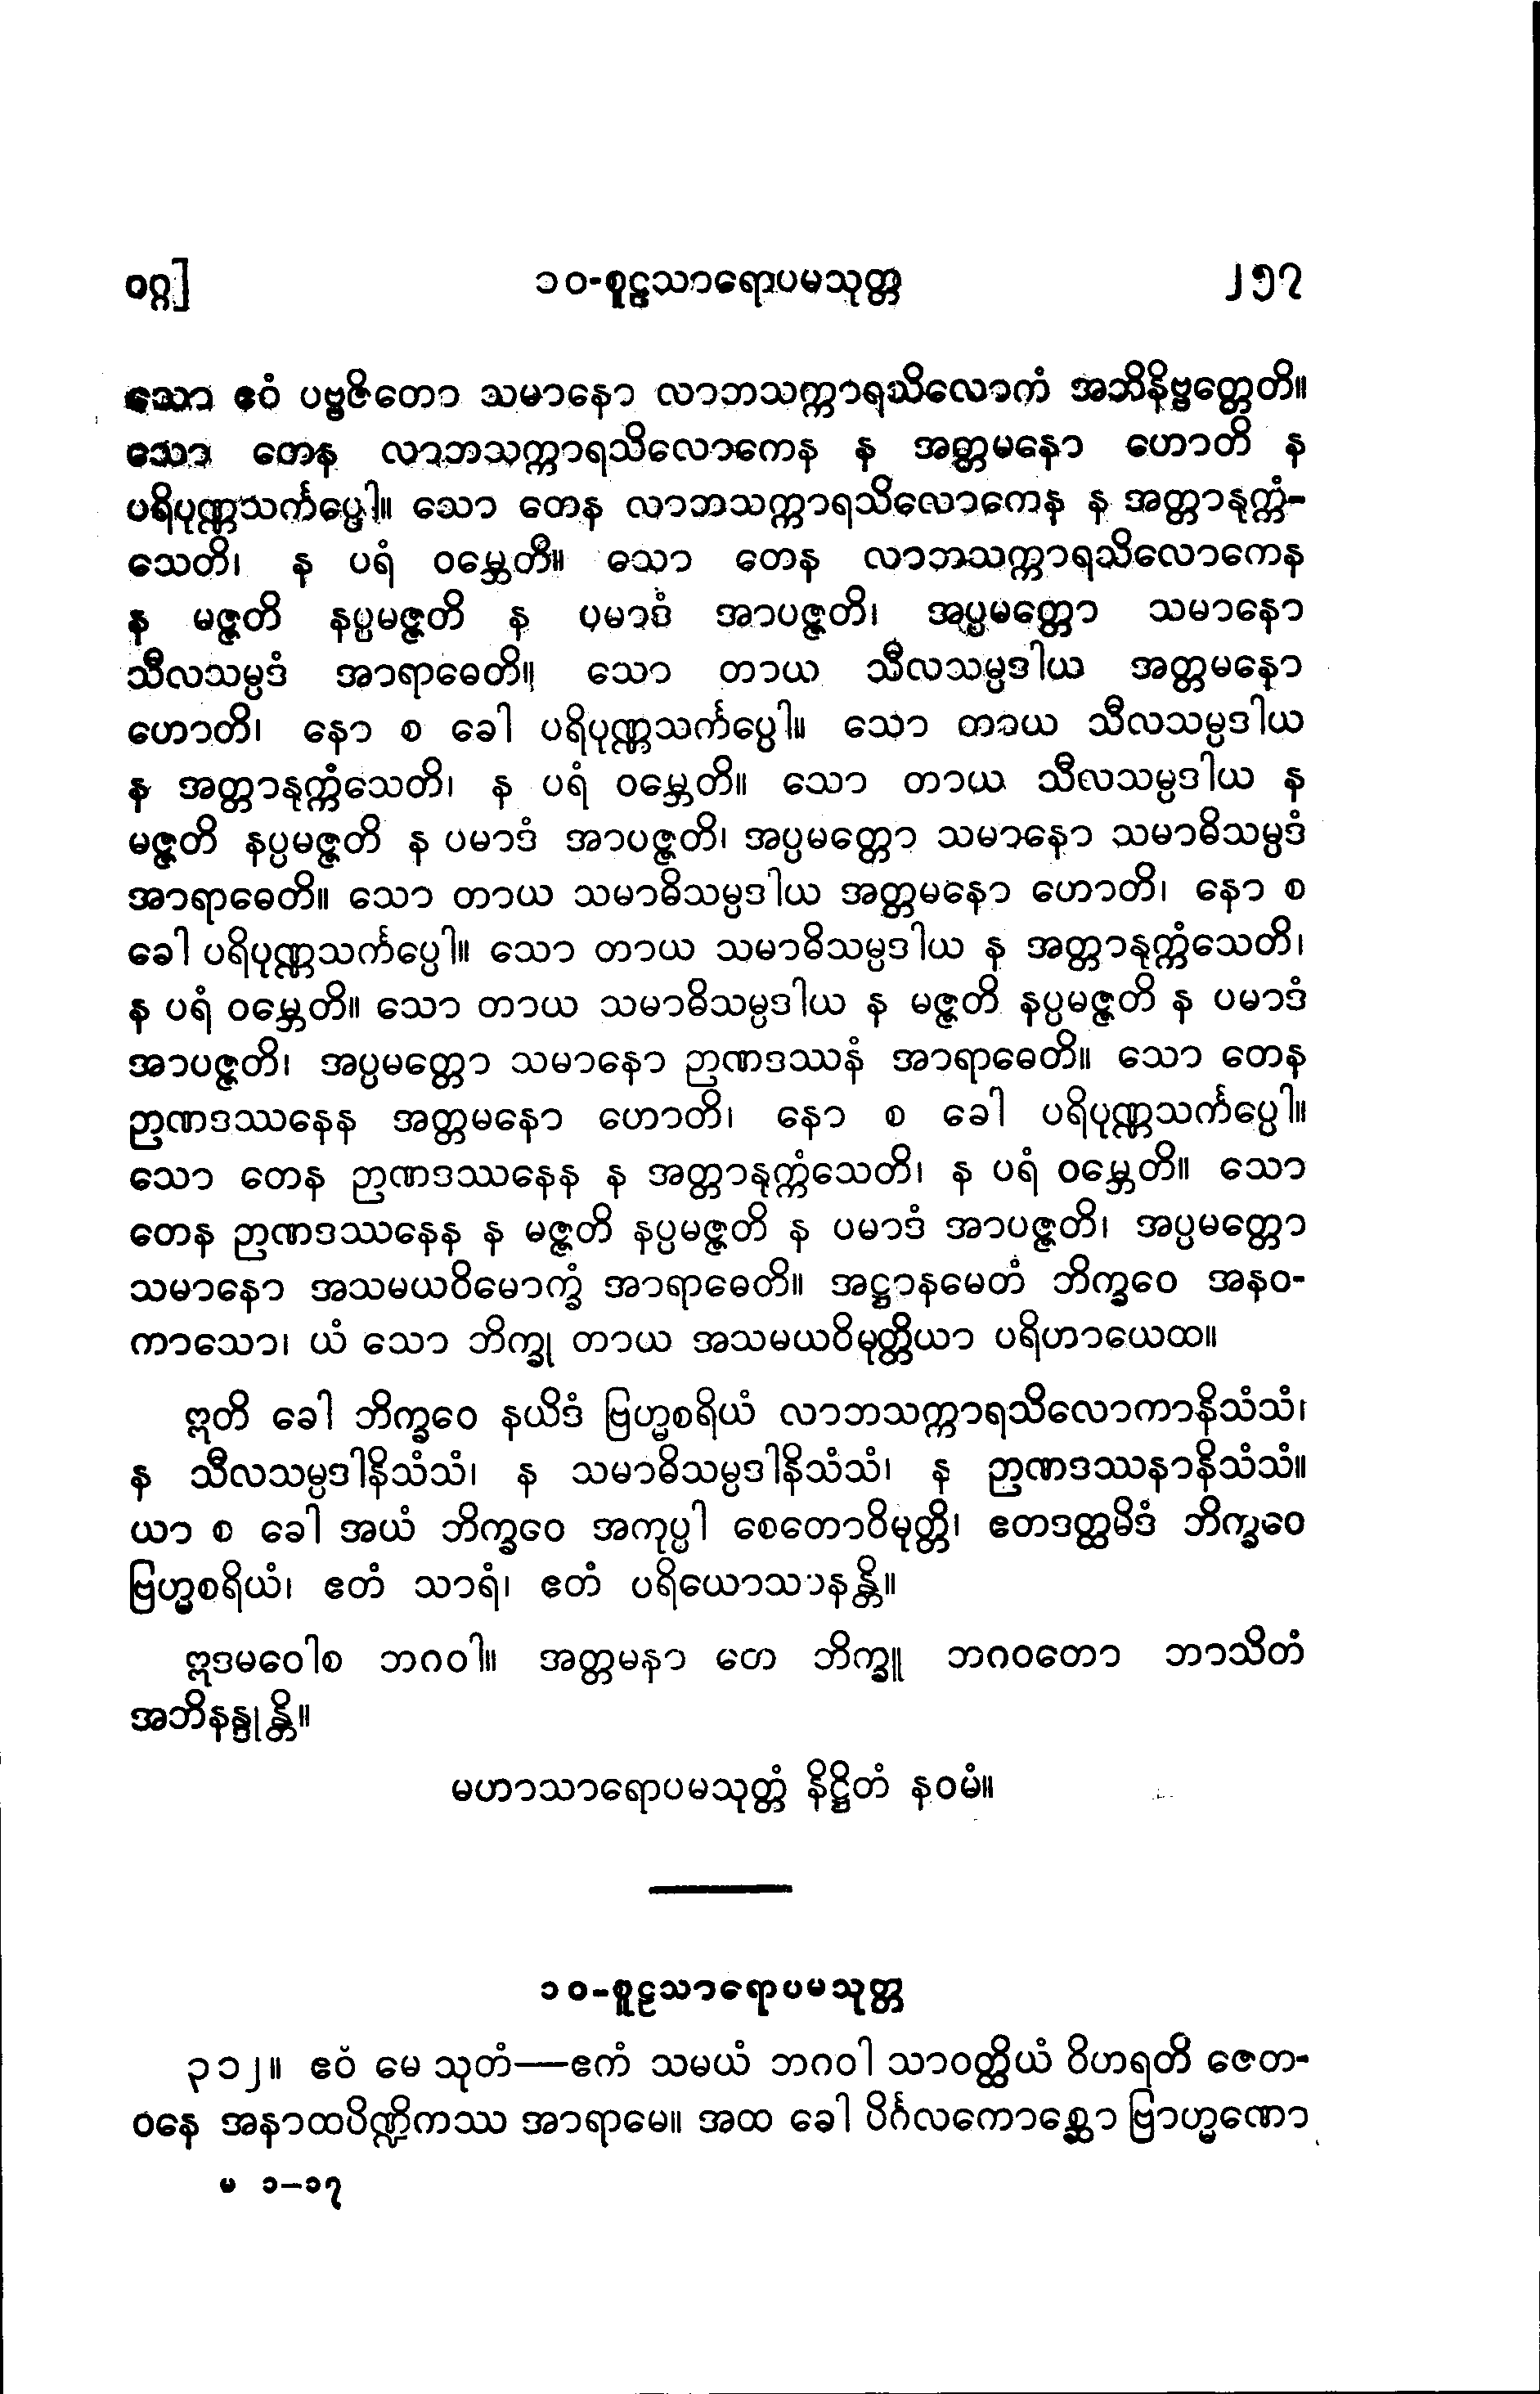 ဝဂ္ဂ] ၁၀-စူဠသာရောပမသုတ္တ ၂၅၇
သော ဧဝံ ပဗ္ဗဇိတော သမာနော လာဘသက္ကာရသိလောကံ အဘိနိဗ္ဗတ္တေတိ။
သော တေန လာဘသက္ကာရသိလောကေန န အတ္တမနော ဟောတိ န
ပရိပုဏ္ဏသင်္ကပ္ပေါ။ သော တေန လာဘသက္ကာရသိလောကေန န အတ္တာနုက္ကံ-
သေတိ၊ န ပရံ ဝမ္ဘေတိ။ သော တေန လာဘသက္ကာရသိလောကေန
န မဇ္ဇတိ နပ္ပမဇ္ဇတိ န ပမာဒံ အာပဇ္ဇတိ၊ အပ္ပမတ္တော သမာနော
သီလသမ္ပဒံ အာရာဓေတိ။ သော တာယ သီလသမ္ပဒါယ အတ္တမနော
ဟောတိ၊ နော စ ခေါ ပရိပုဏ္ဏသင်္ကပ္ပေါ။ သော တာယ သီလသမ္ပဒါယ
န အတ္တာနုက္ကံသေတိ၊ န ပရံ ဝမ္ဘေတိ။ သော တာယ သီလသမ္ပဒါယ န
မဇ္ဇတိ နပ္ပမဇ္ဇတိ န ပမာဒံ အာပဇ္ဇတိ၊ အပ္ပမတ္တော သမာနော သမာဓိသမ္ပဒံ
အာရာဓေတိ။ သော တာယ သမာဓိသမ္ပဒါယ အတ္တမနော ဟောတိ၊ နော စ
ခေါ ပရိပုဏ္ဏသင်္ကပ္ပေါ။ သော တာယ သမာဓိသမ္ပဒါယ န အတ္တာနုက္ကံသေတိ၊
န ပရံ ဝမ္ဘေတိ။ သော တာယ သမာဓိသမ္ပဒါယ န မဇ္ဇတိ နပ္ပမဇ္ဇတိ န ပမာဒံ
အာပဇ္ဇတိ၊ အပ္ပမတ္တော သမာနော ဉာဏဒဿနံ အာရာဓေတိ။ သော တေန
ဉာဏဒဿနေန အတ္တမနော ဟောတိ၊ နော စ ခေါ ပရိပုဏ္ဏသင်္ကပ္ပေါ။
သော တေန ဉာဏဒဿနေန န အတ္တာနုက္ကံသေတိ၊ န ပရံ ဝမ္ဘေတိ။ သော
တေန ဉာဏဒဿနေန န မဇ္ဇတိ နပ္ပမဇ္ဇတိ န ပမာဒံ အာပဇ္ဇတိ၊ အပ္ပမတ္တော
သမာနော အသမယဝိမောက္ခံ အာရာဓေတိ။ အဋ္ဌာနမေတံ ဘိက္ခဝေ အနဝ-
ကာသော၊ ယံ သော ဘိက္ခု တာယ အသမယဝိမုတ္တိယာ ပရိဟာယေထ။
ဣတိ ခေါ ဘိက္ခဝေ နယိဒံ ဗြဟ္မစရိယံ လာဘသက္ကာရသိလောကာနိသံသံ၊
န သီလသမ္ပဒါနိသံသံ၊ န သမာဓိသမ္ပဒါနိသံသံ၊ န ဉာဏဒဿနာနိသံသံ။
ယာ စ ခေါ အယံ ဘိက္ခဝေ အကုပ္ပါ စေတောဝိမုတ္တိ၊ ဧတဒတ္ထမိဒံ ဘိက္ခဝေ
ဗြဟ္မစရိယံ၊ ဧတံ သာရံ၊ ဧတံ ပရိယောသာနန္တိ။
ဣဒမဝေါစ ဘဂဝါ။ အတ္တမနာ တေ ဘိက္ခူ ဘဂဝတော ဘာသိတံ
အဘိနန္ဒုန္တိ။
မဟာသာရောပမသုတ္တံ နိဋ္ဌိတံ နဝမံ။
၁၀-စူဠသာရောပမသုတ္တ
၃၁၂။ ဧဝံ မေ သုတံ—ဧကံ သမယံ ဘဂဝါ သာဝတ္ထိယံ ဝိဟရတိ ဇေတ-
ဝနေ အနာထပိဏ္ဍိကဿ အာရာမေ။ အထ ခေါ ပိင်္ဂလကောစ္ဆော ဗြာဟ္မဏော
မ ၁–၁၇